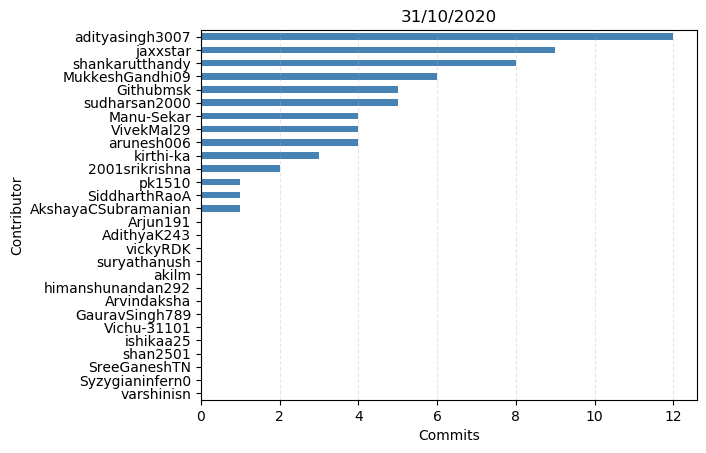 31/10/2020
Contributor
adityasingh3007
jaxxstar
shankarutthandy
MukkeshGandhi09
Githubmsk
sudharsan2000
Manu-Sekar
VivekMal29
arunesh006
kirthi-ka
2001srikrishna
pk1510
SiddharthRaoA
AkshayaCSubramanian
Arjun191
AdithyaK243
vickyRDK
suryathanush
akilm
himanshunandan292
Arvindaksha
GauravSingh789
Vichu-31101
ishikaa25
shan2501
SreeGaneshTN
Syzygianinfern0
varshinisn
0 2 4 6 8 10 12
Commits